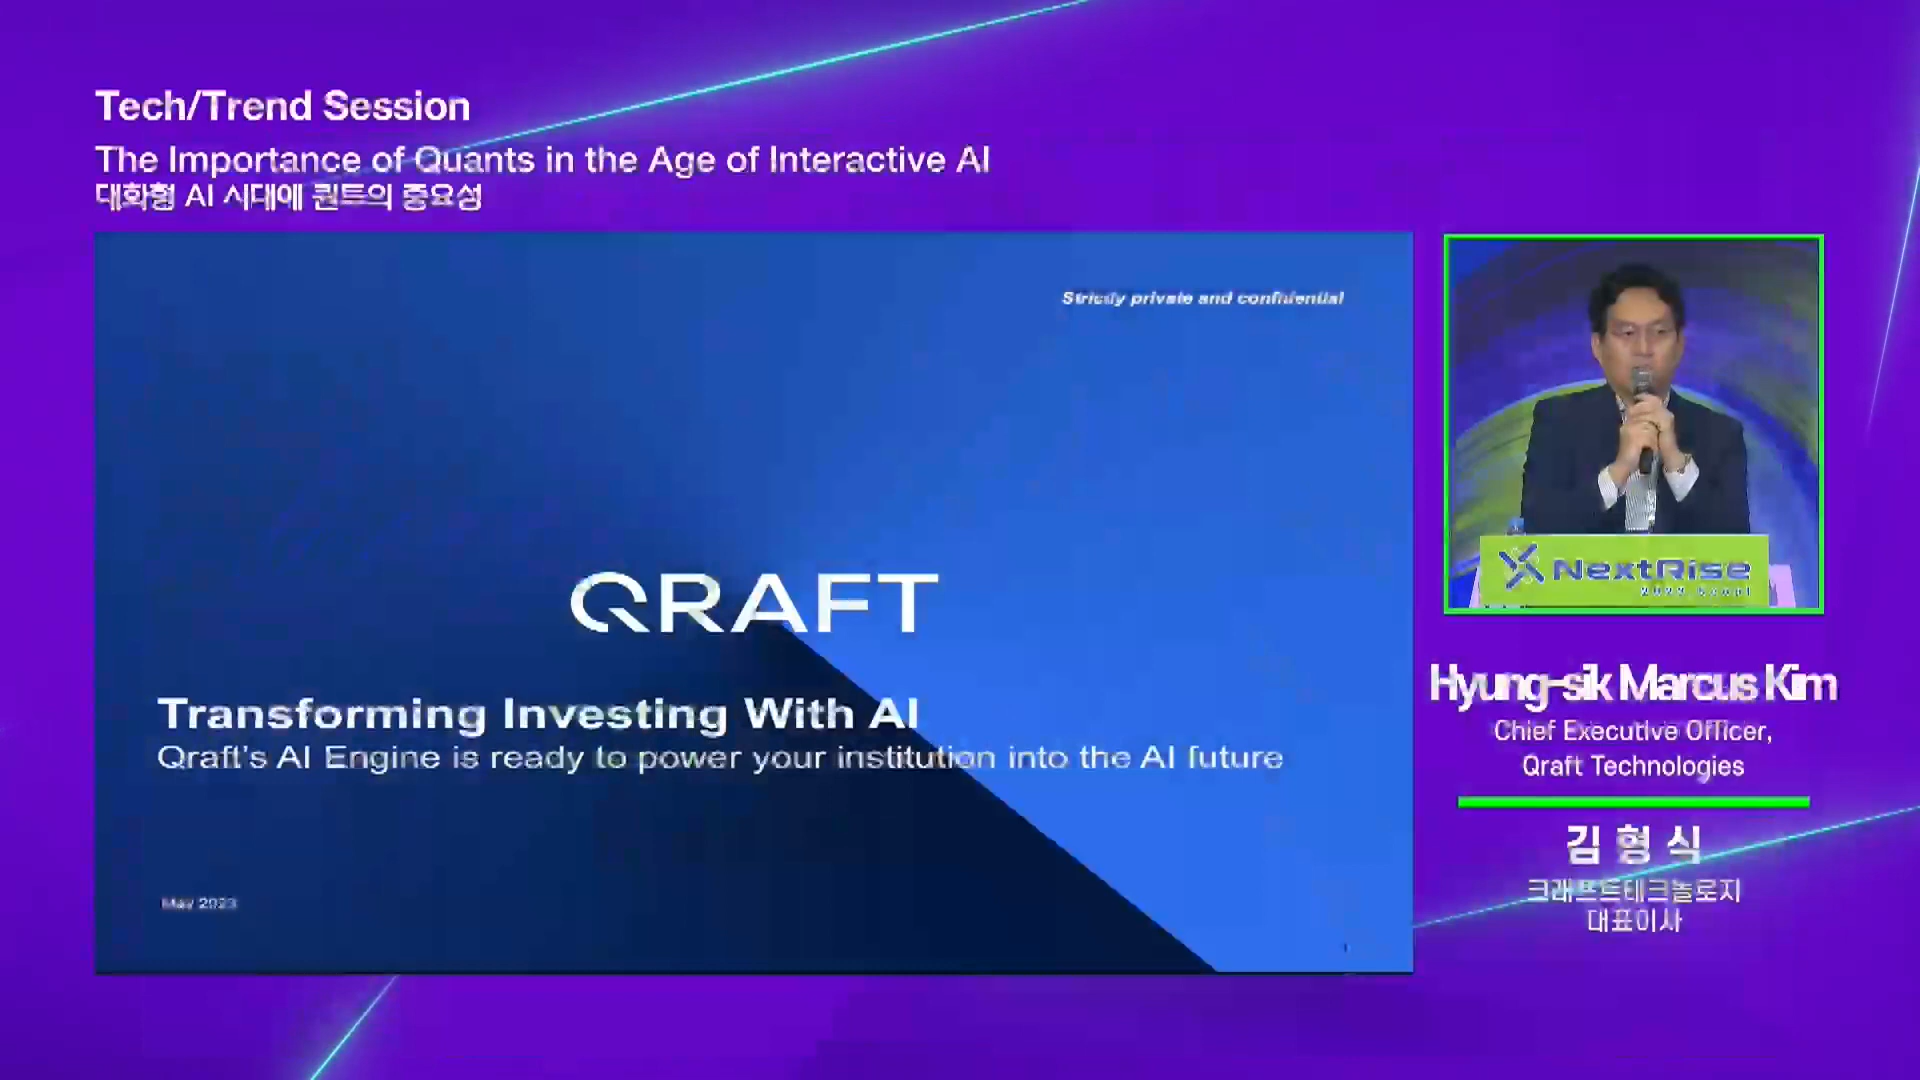 Tech/Trend Session
The Importance of Quants in the Age of Interactive AI
대화형 AI 시대에 퀀트의 중요성
Strictly private and confidential
QRAFT
Transforming Investing With AI
Qraft's AI Engine is ready to power your institution into the AI future
May 2023
NextRise
Hyung-sik Marcus Kim
Chief Executive Officer,
Qraft Technologies
김형식
크래프트테크놀로지
대표이사